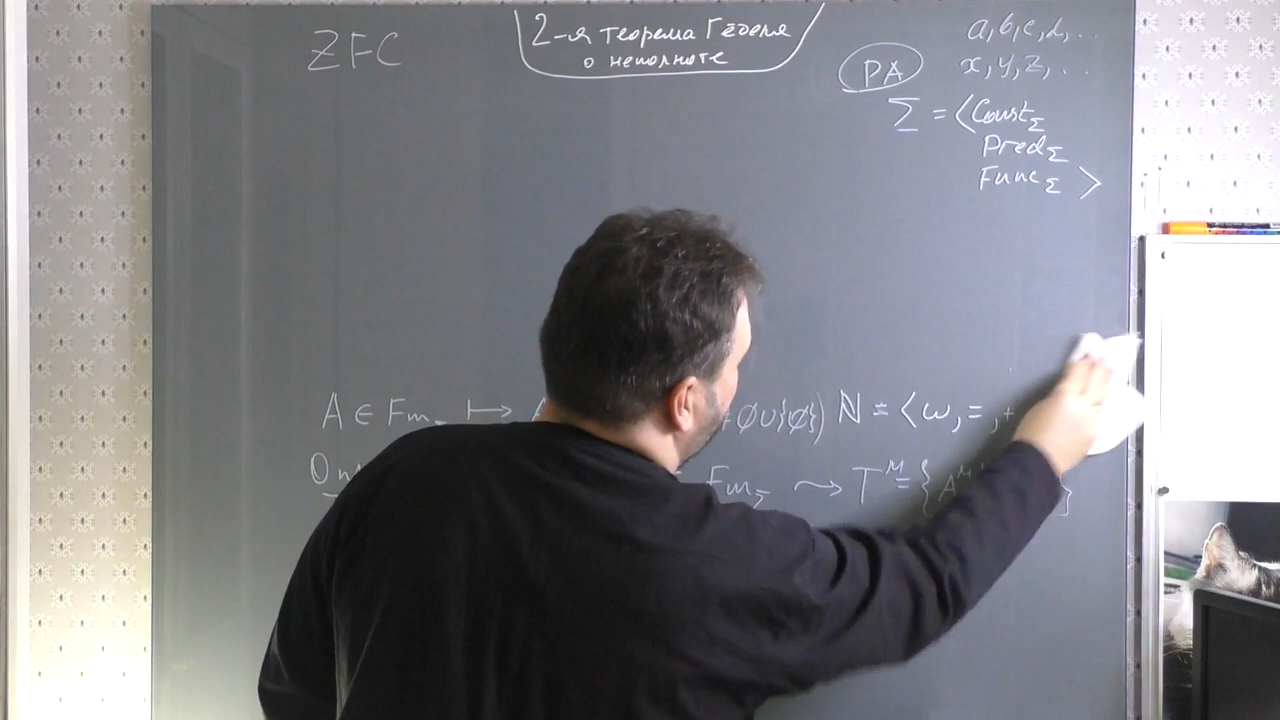 ZFC
2-я теорема Гёделя
о неполноте
PA
a, b, c, d, ...
x, y, z, ...
Σ = ⟨Const_Σ
Pred_Σ
Func_Σ ⟩
A ∈ Fm_Σ ↦ ∅∪{∅}) ℕ = ⟨ω, =, +
Fm_Σ ⇝ T^M = { A^M }